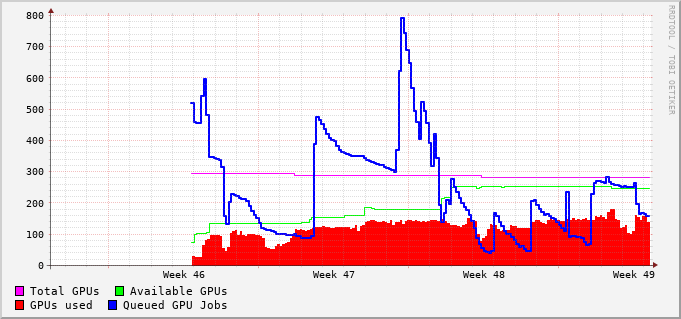 800
700
600
500
400
300
200
100
0
Week 46 Week 47 Week 48 Week 49
Total GPUs Available GPUs
GPUs used Queued GPU Jobs
RRDTOOL / TOBI OETIKER